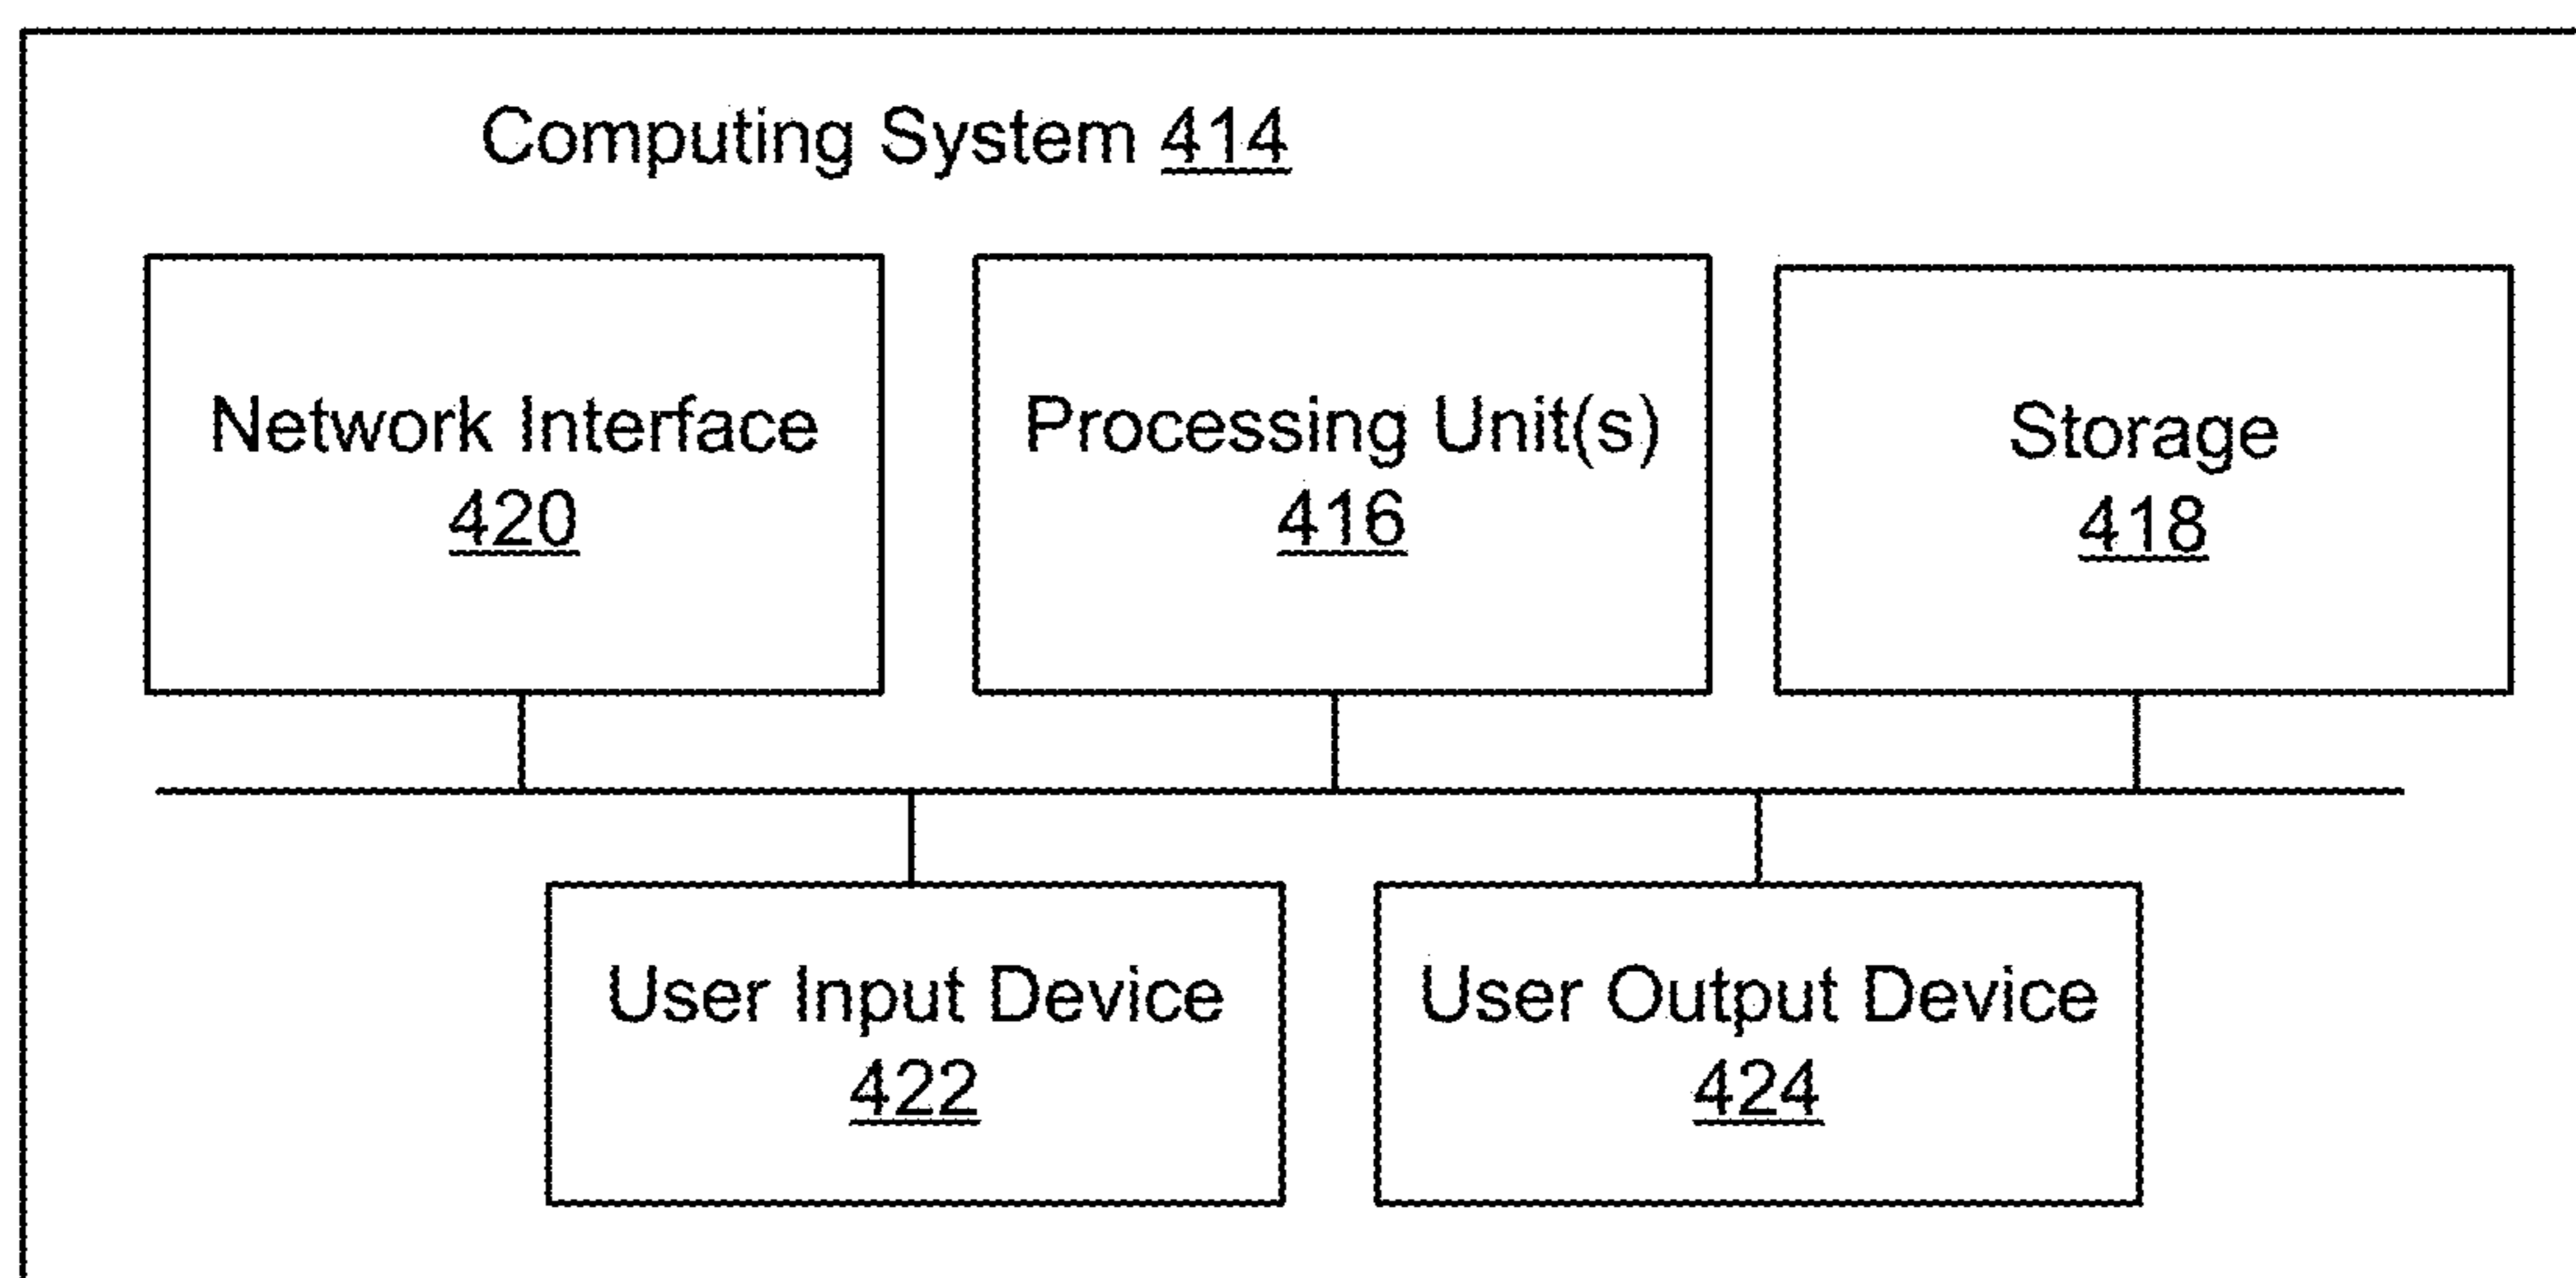 Computing System 414
Network Interface
420
Processing Unit(s)
416
Storage
418
User Input Device
422
User Output Device
424